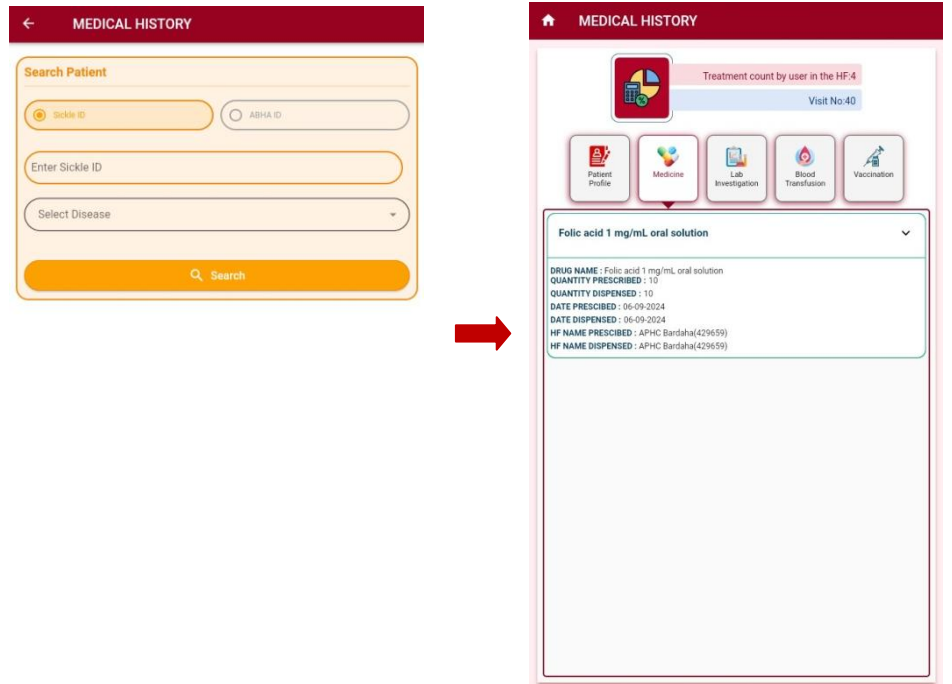 MEDICAL HISTORY
Search Patient
Sickle ID
ABHA ID
Enter Sickle ID
Select Disease
Search
MEDICAL HISTORY
Treatment count by user in the HF:4
Visit No:40
Patient
Profile
Medicine
Lab
Investigation
Blood
Transfusion
Vaccination
Folic acid 1 mg/mL oral solution
DRUG NAME : Folic acid 1 mg/mL oral solution
QUANTITY PRESCRIBED : 10
QUANTITY DISPENSED : 10
DATE PRESCIBED : 06-09-2024
DATE DISPENSED : 06-09-2024
HF NAME PRESCIBED : APHC Bardaha(429659)
HF NAME DISPENSED : APHC Bardaha(429659)